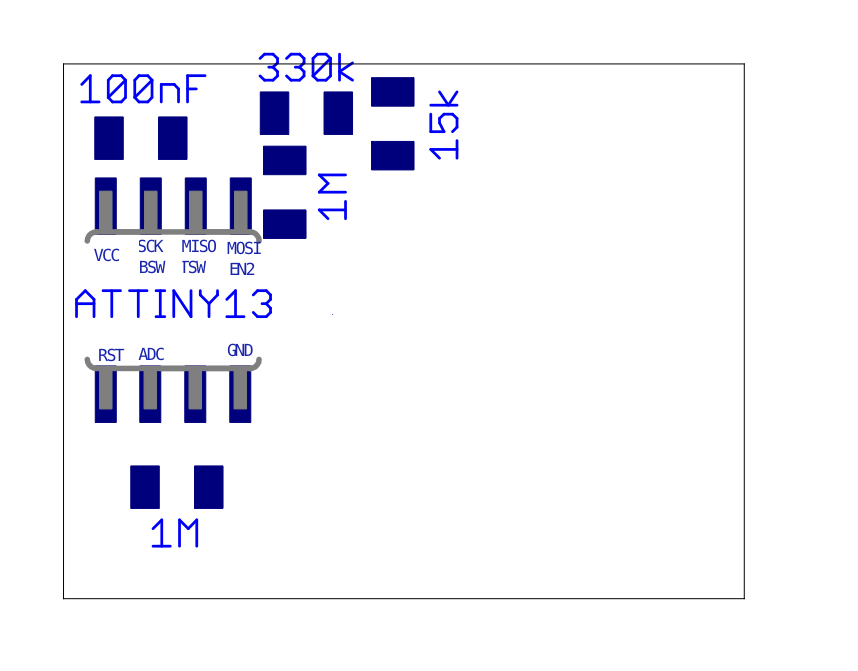 330k
100nF
15k
1M
VCC SCK MISO MOSI
BSW TSW EN2
ATTINY13
RST ADC GND
1M